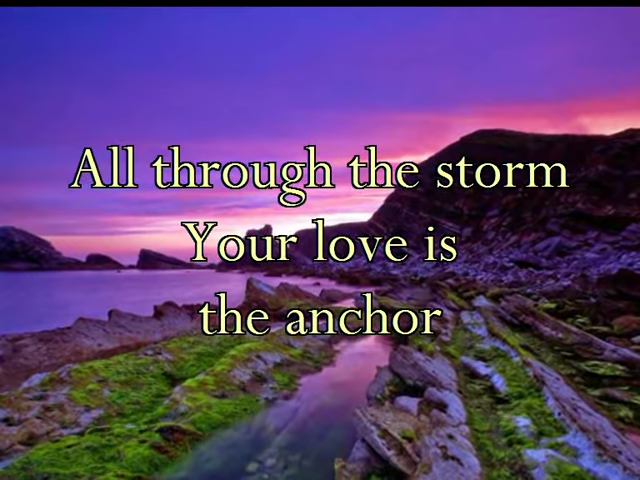 All through the storm
Your love is
the anchor